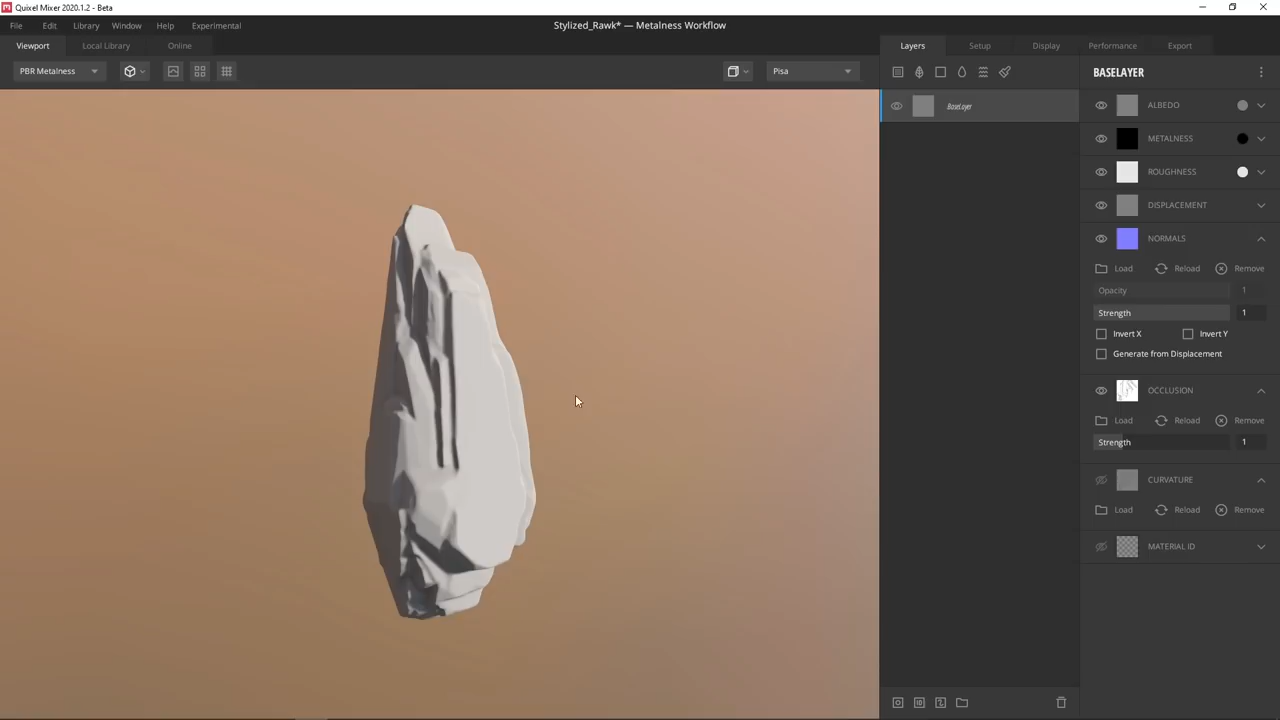 Quixel Mixer 2020.1.2 - Beta
File Edit Library Window Help Experimental
Stylized_Rawk* — Metalness Workflow
Viewport Local Library Online
Layers Setup Display Performance Export
PBR Metalness
Pisa
BASELAYER
BaseLayer
ALBEDO
METALNESS
ROUGHNESS
DISPLACEMENT
NORMALS
Load Reload Remove
Opacity 1
Strength 1
Invert X Invert Y
Generate from Displacement
OCCLUSION
Load Reload Remove
Strength 1
CURVATURE
Load Reload Remove
MATERIAL ID